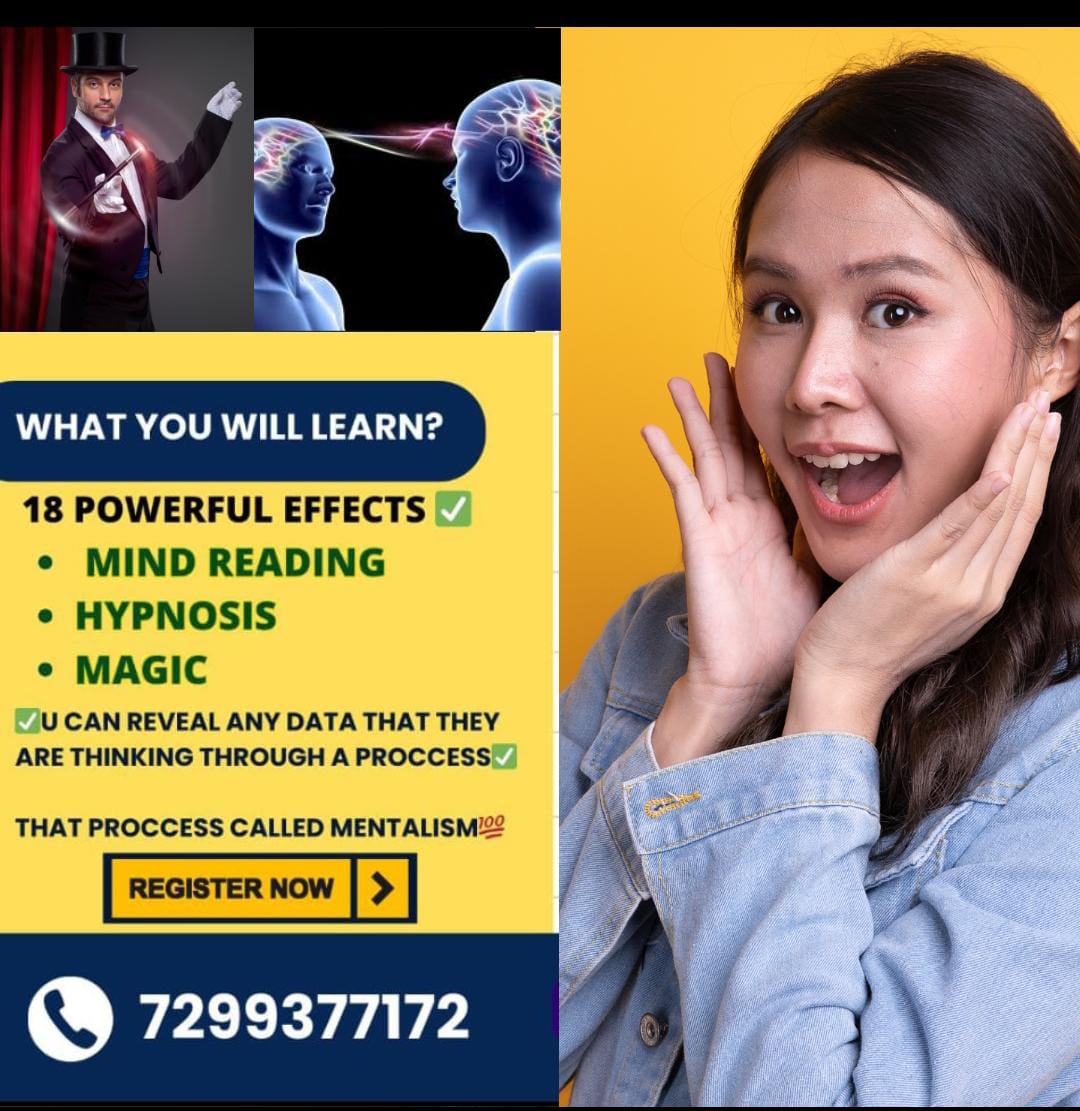 WHAT YOU WILL LEARN?
18 POWERFUL EFFECTS ✅
• MIND READING
• HYPNOSIS
• MAGIC
✅U CAN REVEAL ANY DATA THAT THEY
ARE THINKING THROUGH A PROCCESS✅
THAT PROCCESS CALLED MENTALISM💯
REGISTER NOW >
7299377172